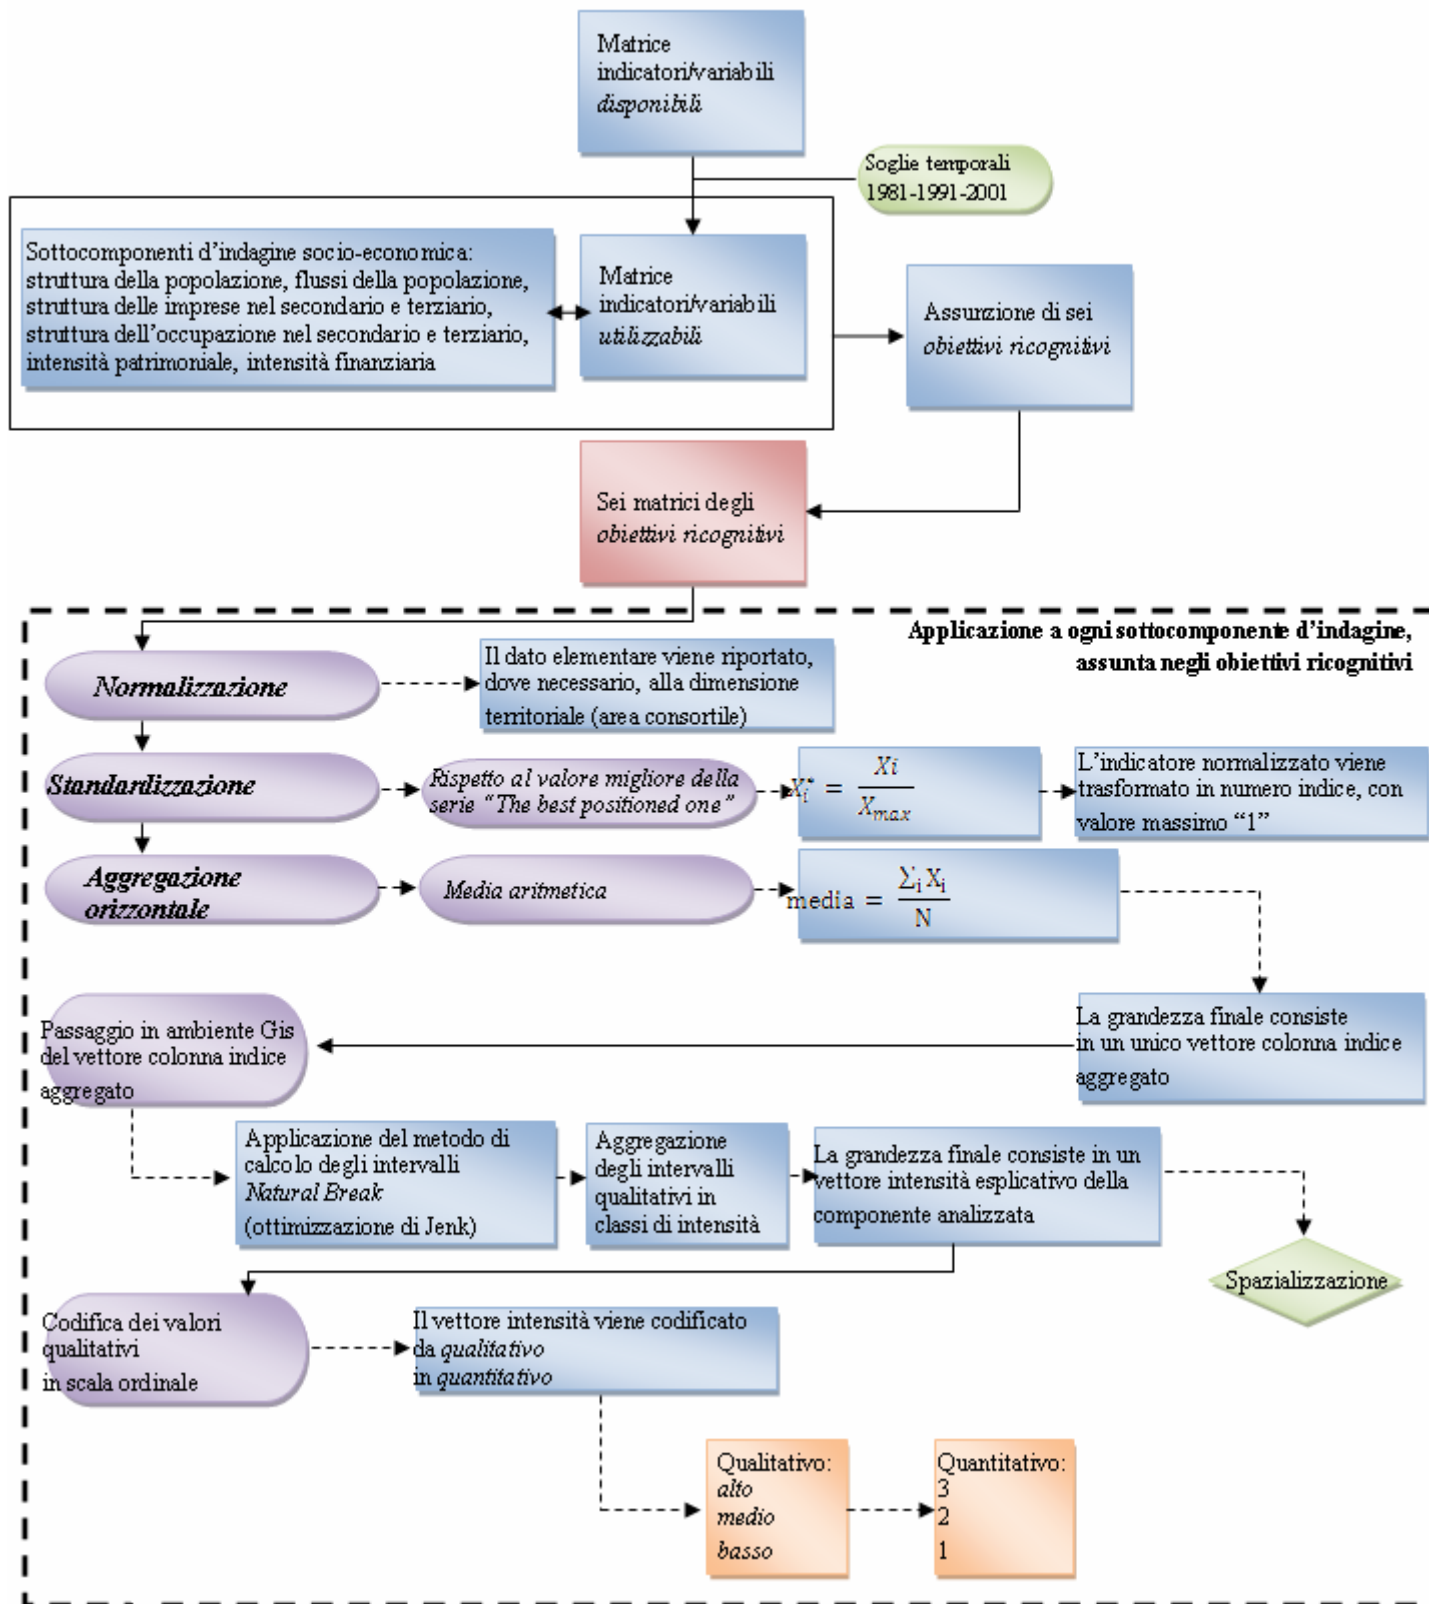 Matrice
indicatori/variabili
disponibili
Soglie temporali
1981-1991-2001
Sottocomponenti d'indagine socio-economica:
struttura della popolazione, flussi della popolazione,
struttura delle imprese nel secondario e terziario,
struttura dell'occupazione nel secondario e terziario,
intensità patrimoniale, intensità finanziaria
Matrice
indicatori/variabili
utilizzabili
Assunzione di sei
obiettivi ricognitivi
Sei matrici degli
obiettivi ricognitivi
Applicazione a ogni sottocomponente d'indagine,
assunta negli obiettivi ricognitivi
Normalizzazione
Il dato elementare viene riportato,
dove necessario, alla dimensione
territoriale (area consortile)
Standardizzazione
Rispetto al valore migliore della
serie "The best positioned one"
X_i^* = Xi / X_max
L'indicatore normalizzato viene
trasformato in numero indice, con
valore massimo "1"
Aggregazione
orizzontale
Media aritmetica
media = ∑_i X_i / N
La grandezza finale consiste
in un unico vettore colonna indice
aggregato
Passaggio in ambiente Gis
del vettore colonna indice
aggregato
Applicazione del metodo di
calcolo degli intervalli
Natural Break
(ottimizzazione di Jenk)
Aggregazione
degli intervalli
qualitativi in
classi di intensità
La grandezza finale consiste in un
vettore intensità esplicativo della
componente analizzata
Spazializzazione
Codifica dei valori
qualitativi
in scala ordinale
Il vettore intensità viene codificato
da qualitativo
in quantitativo
Qualitativo:
alto
medio
basso
Quantitativo:
3
2
1